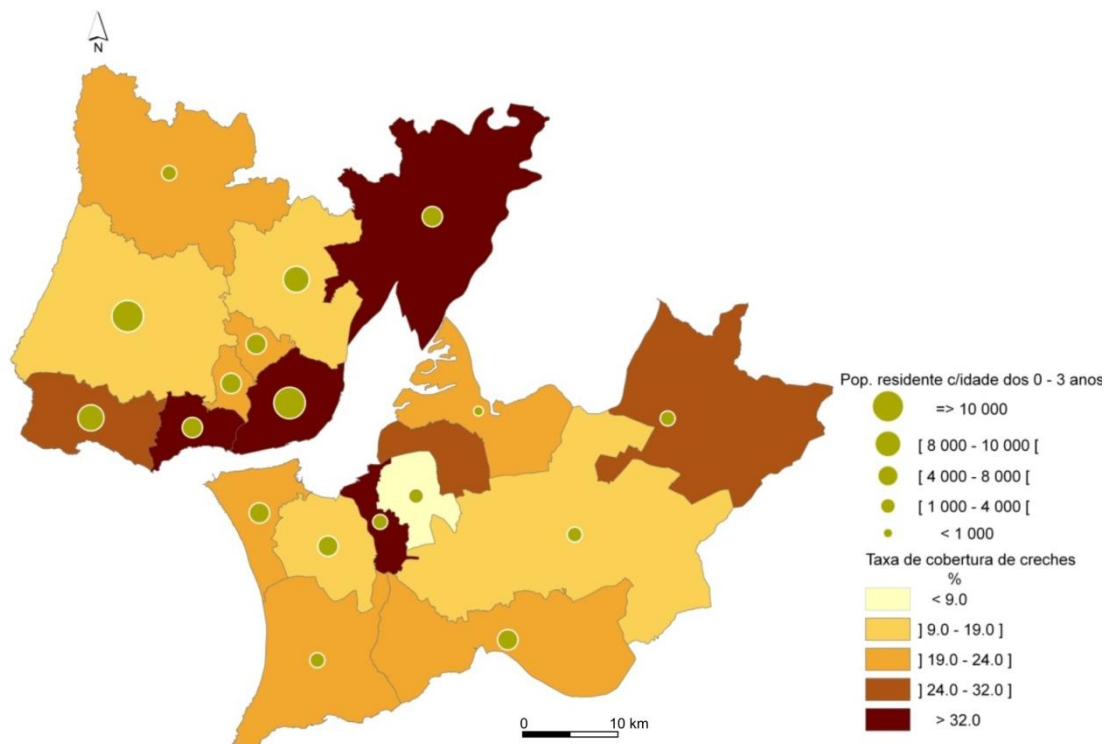 N
Pop. residente c/idade dos 0 - 3 anos
=> 10 000
[ 8 000 - 10 000 [
[ 4 000 - 8 000 [
[ 1 000 - 4 000 [
< 1 000
Taxa de cobertura de creches
%
< 9.0
] 9.0 - 19.0 ]
] 19.0 - 24.0 ]
] 24.0 - 32.0 ]
> 32.0
0 10 km